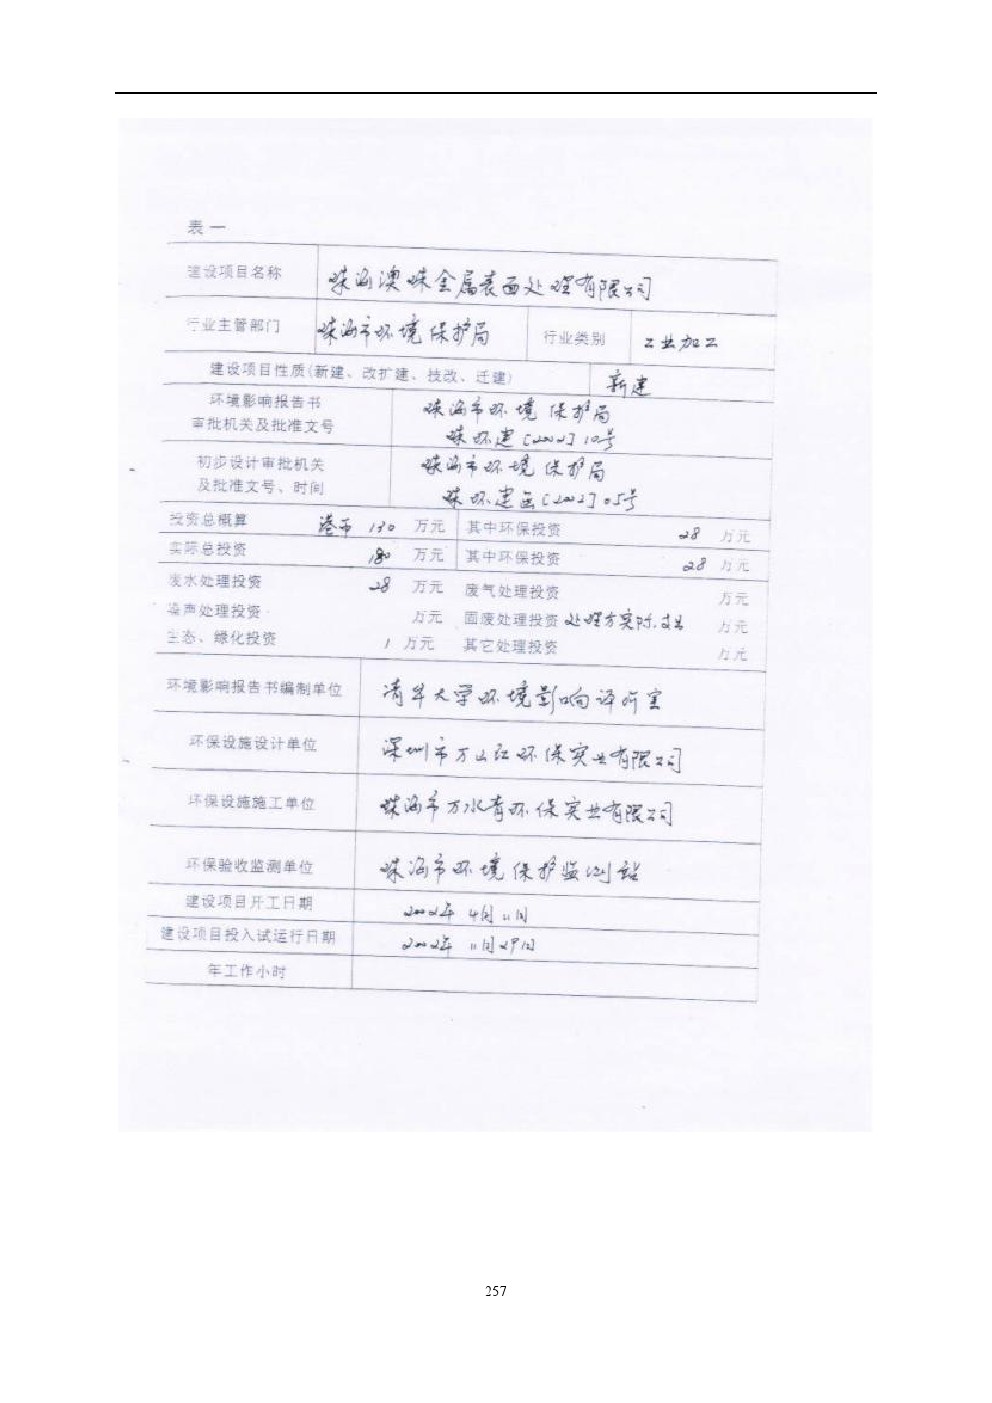 表一
建设项目名称 珠海澳珠金属表面处理有限公司
行业主管部门 珠海市环境保护局 行业类别 工业加工
建设项目性质(新建、改扩建、技改、迁建) 新建
环境影响报告书 珠海市环境保护局
审批机关及批准文号 珠环建[2002]10号
初步设计审批机关 珠海市环境保护局
及批准文号、时间 珠环建函[2002]05号
投资总概算 港币 130 万元 其中环保投资 28 万元
实际总投资 180 万元 其中环保投资 28 万元
废水处理投资 28 万元 废气处理投资 万元
噪声处理投资 万元 固废处理投资 处理方 万元
生态、绿化投资 1 万元 其它处理投资 万元
环境影响报告书编制单位 清华大学环境影响评价室
环保设施设计单位 深圳市万山江环保实业有限公司
环保设施施工单位 珠海市万水青环保实业有限公司
环保验收监测单位 珠海市环境保护监测站
建设项目开工日期 2002年4月11日
建设项目投入试运行日期 2002年11月29日
年工作小时
257